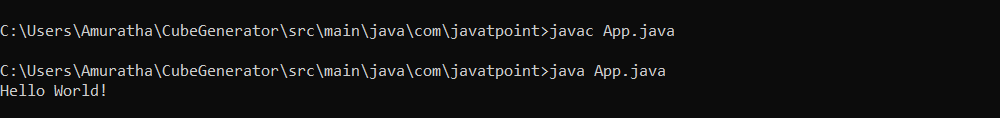 C:\Users\Amuratha\CubeGenerator\src\main\java\com\javatpoint>javac App.java
C:\Users\Amuratha\CubeGenerator\src\main\java\com\javatpoint>java App.java
Hello World!